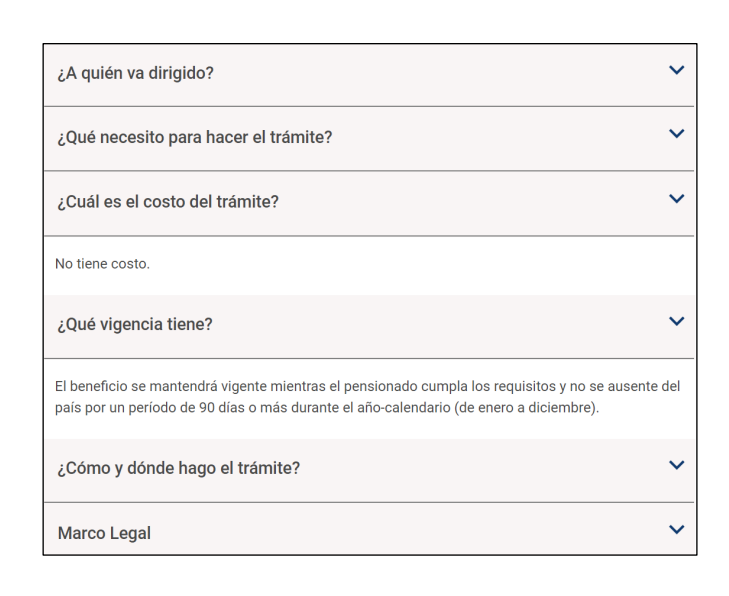 ¿A quién va dirigido?
¿Qué necesito para hacer el trámite?
¿Cuál es el costo del trámite?
No tiene costo.
¿Qué vigencia tiene?
El beneficio se mantendrá vigente mientras el pensionado cumpla los requisitos y no se ausente del
país por un período de 90 días o más durante el año-calendario (de enero a diciembre).
¿Cómo y dónde hago el trámite?
Marco Legal